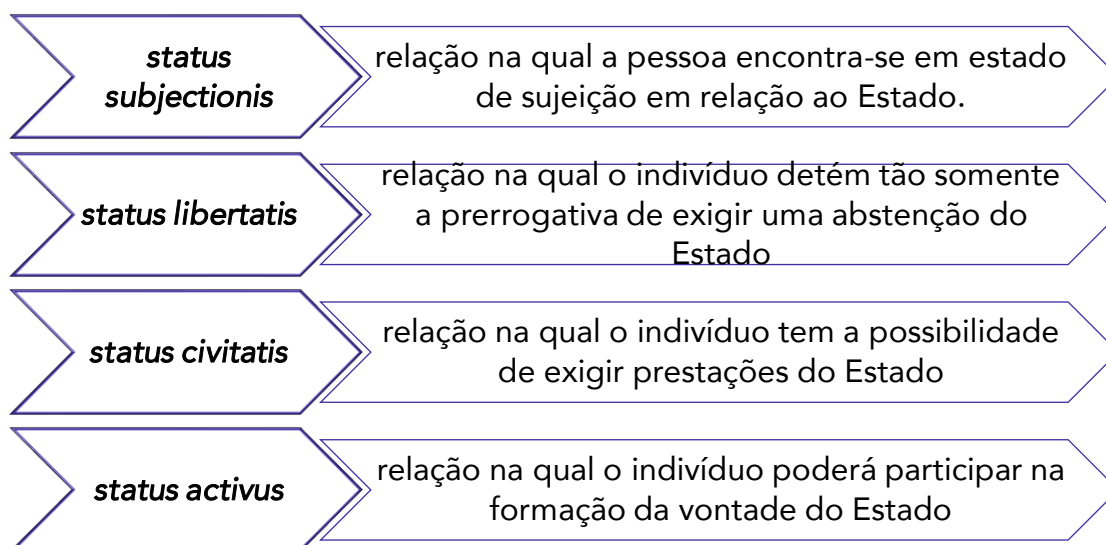 status
subjectionis
relação na qual a pessoa encontra-se em estado
de sujeição em relação ao Estado.
status libertatis
relação na qual o indivíduo detém tão somente
a prerrogativa de exigir uma abstenção do
Estado
status civitatis
relação na qual o indivíduo tem a possibilidade
de exigir prestações do Estado
status activus
relação na qual o indivíduo poderá participar na
formação da vontade do Estado